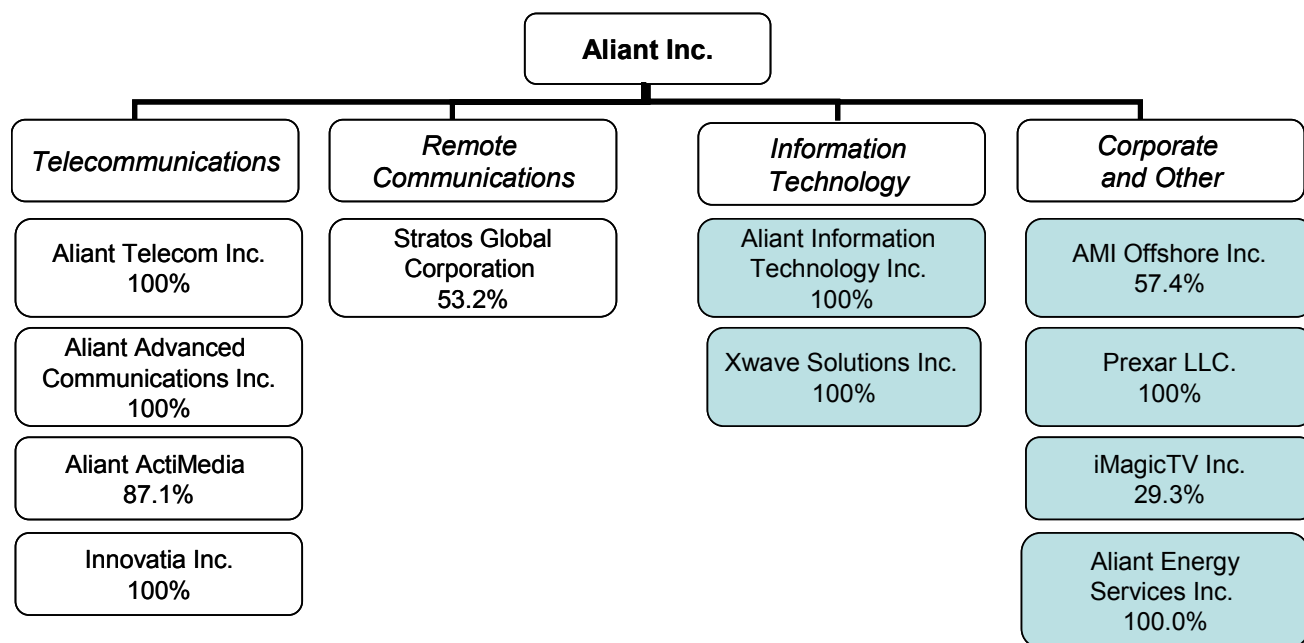 Aliant Inc.
Telecommunications
Remote
Communications
Information
Technology
Corporate
and Other
Aliant Telecom Inc.
100%
Aliant Advanced
Communications Inc.
100%
Aliant ActiMedia
87.1%
Innovatia Inc.
100%
Stratos Global
Corporation
53.2%
Aliant Information
Technology Inc.
100%
Xwave Solutions Inc.
100%
AMI Offshore Inc.
57.4%
Prexar LLC.
100%
iMagicTV Inc.
29.3%
Aliant Energy
Services Inc.
100.0%